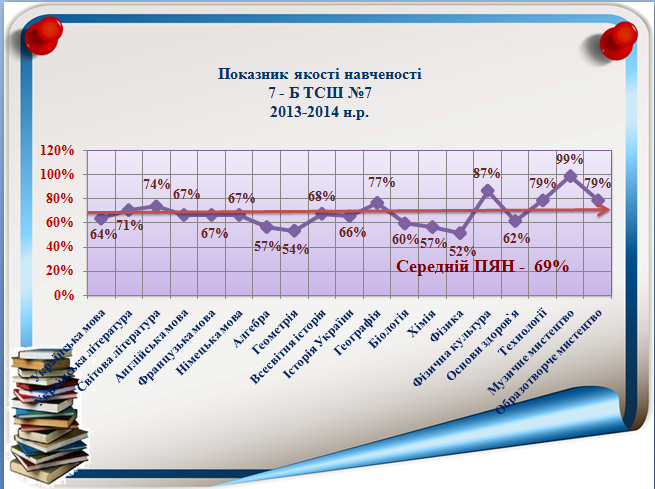 Показник якості навченості
7 - Б ТСШ №7
2013-2014 н.р.
120%
100%
80%
60%
40%
20%
0%
64%
71%
74%
67%
67%
67%
57%
54%
68%
66%
77%
60%
57%
52%
87%
62%
79%
99%
79%
Середній ПЯН - 69%
Українська мова
література
Світова література
Англійська мова
Французька мова
Німецька мова
Алгебра
Геометрія
Всесвітня історія
Історія України
Географія
Біологія
Хімія
Фізика
Фізична культура
Основи здоров'я
Технології
Музичне мистецтво
Образотворче мистецтво